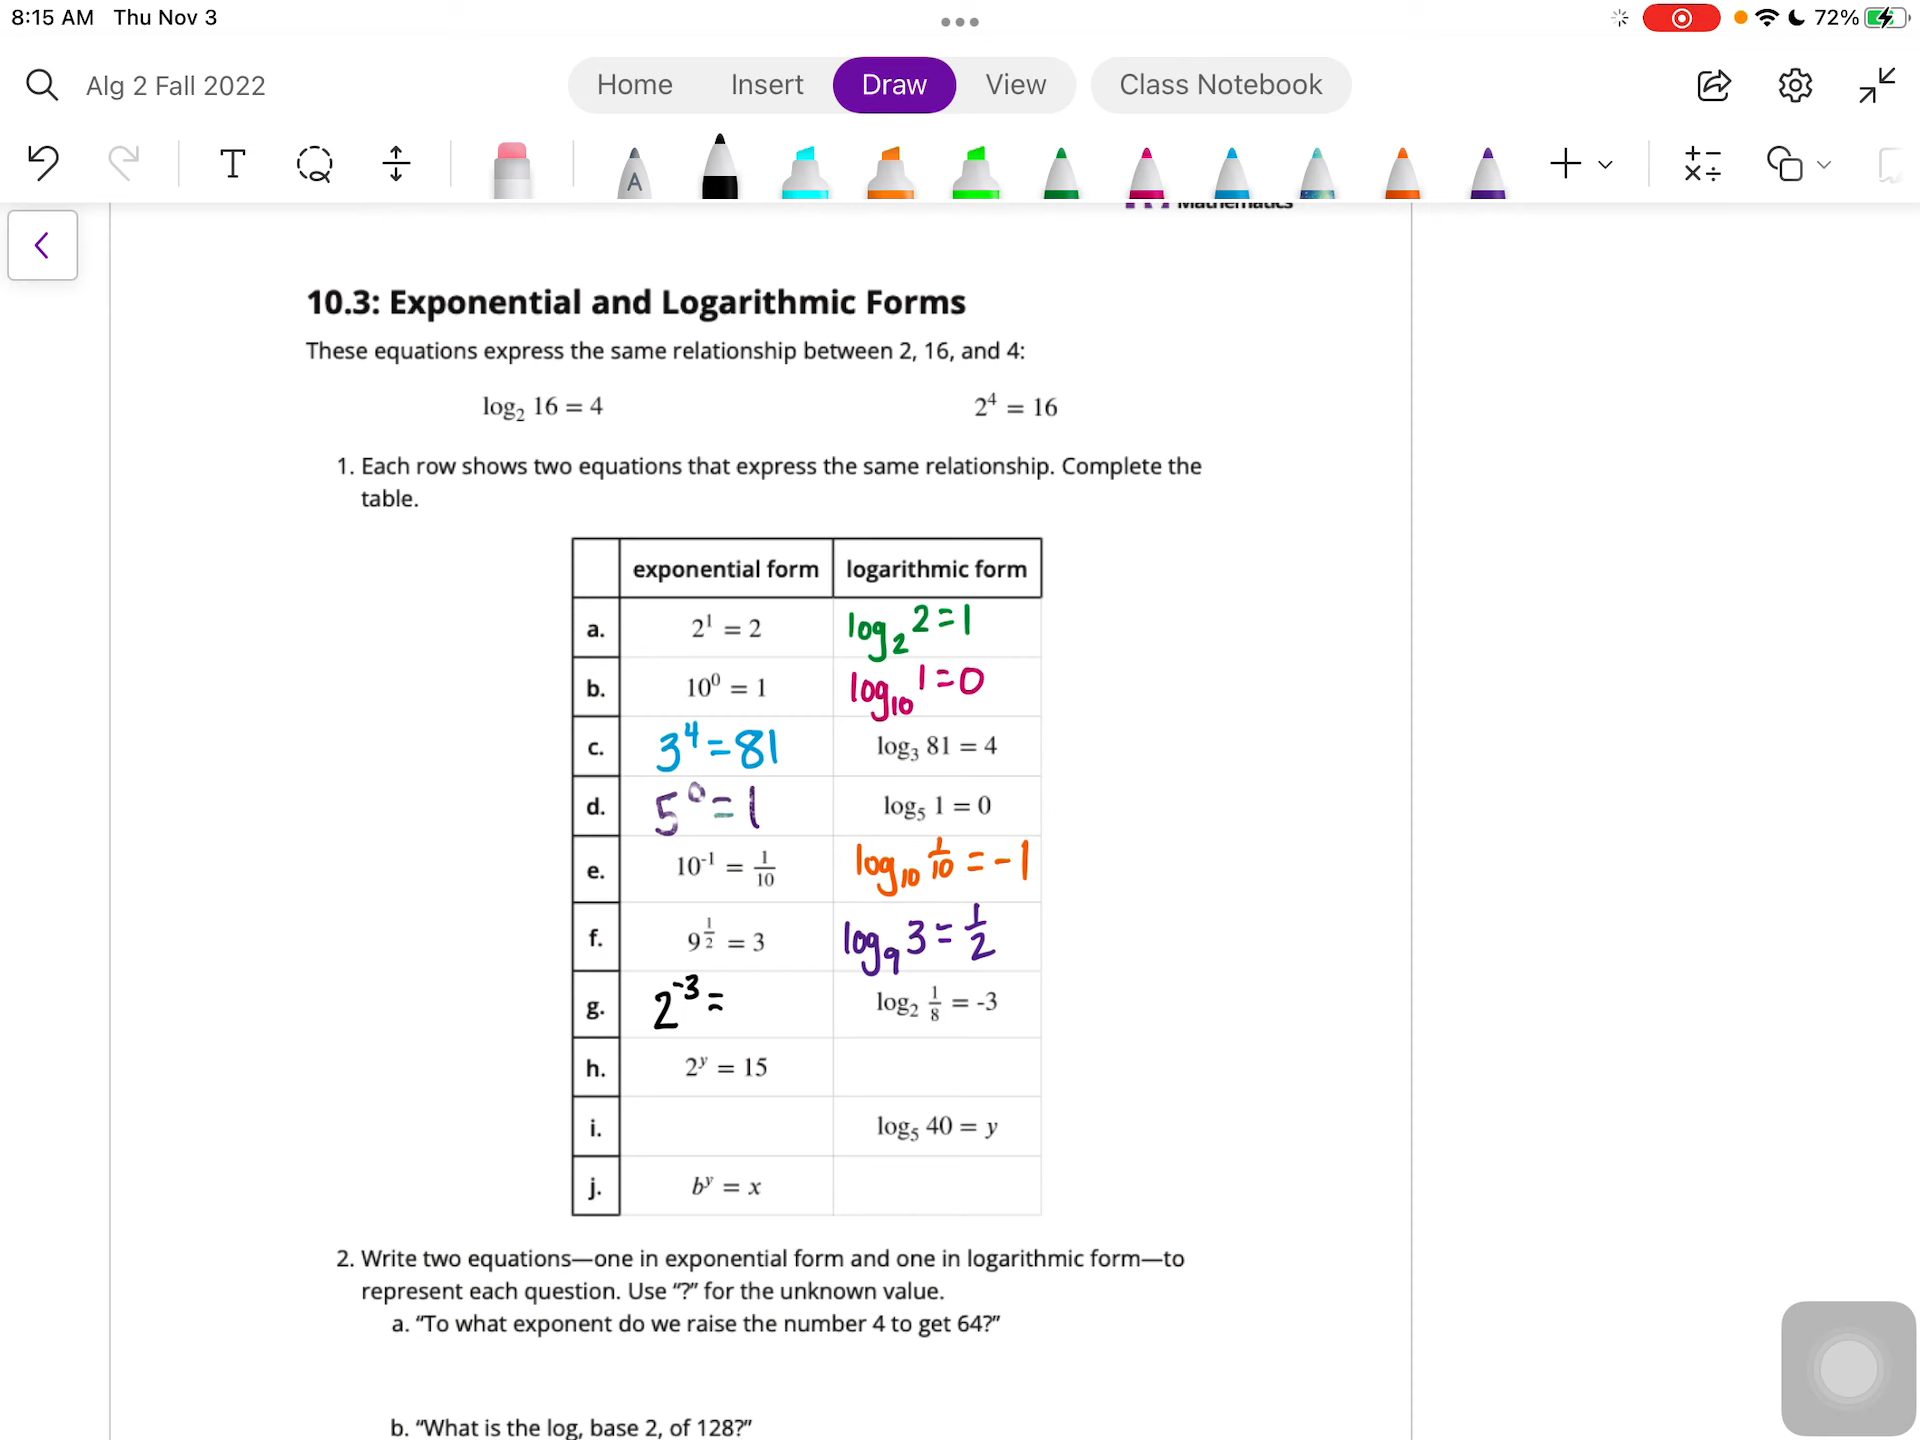 8:15 AM Thu Nov 3
72%
Alg 2 Fall 2022
Home Insert Draw View Class Notebook
T
A
Mathematics
10.3: Exponential and Logarithmic Forms
These equations express the same relationship between 2, 16, and 4:
log₂ 16 = 4 2⁴ = 16
1. Each row shows two equations that express the same relationship. Complete the
table.
exponential form logarithmic form
a. 2¹ = 2 log₂ 2 = 1
b. 10⁰ = 1 log₁₀ 1 = 0
c. 3⁴ = 81 log₃ 81 = 4
d. 5⁰ = 1 log₅ 1 = 0
e. 10⁻¹ = 1/10 log₁₀ 1/10 = -1
f. 9^(1/2) = 3 log₉ 3 = 1/2
g. 2⁻³ = log₂ 1/8 = -3
h. 2ʸ = 15
i. log₅ 40 = y
j. bʸ = x
2. Write two equations—one in exponential form and one in logarithmic form—to
represent each question. Use “?” for the unknown value.
a. “To what exponent do we raise the number 4 to get 64?”
b. “What is the log, base 2, of 128?”